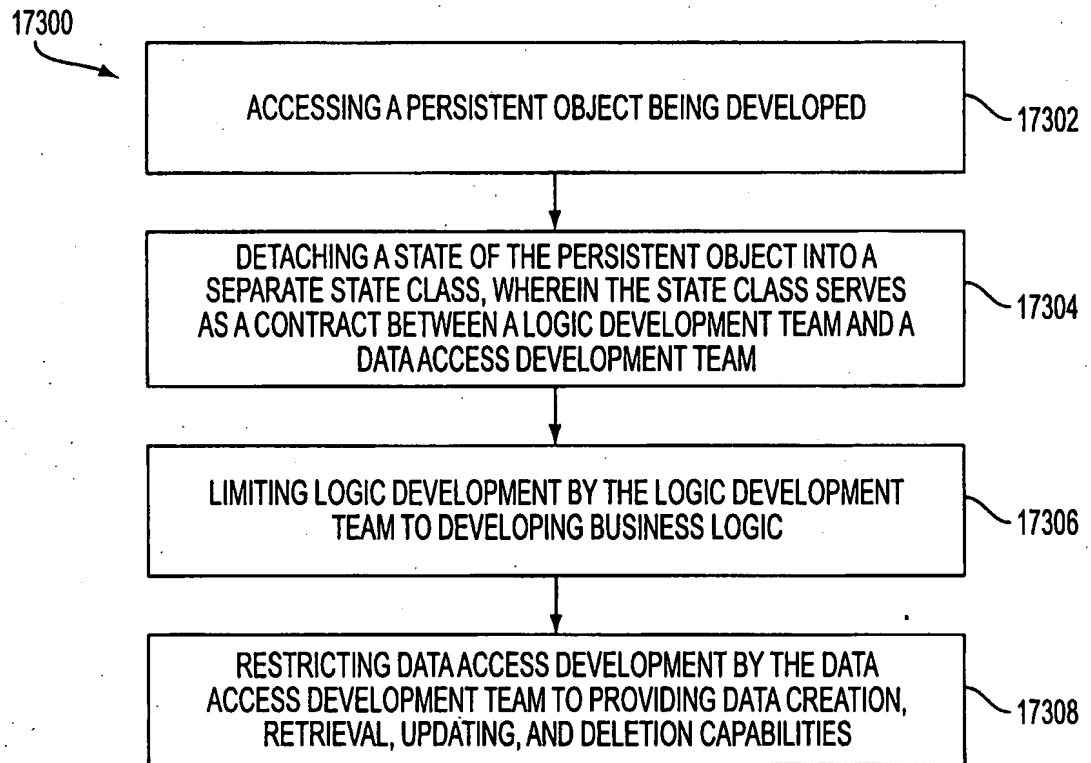 17300
ACCESSING A PERSISTENT OBJECT BEING DEVELOPED
17302
DETACHING A STATE OF THE PERSISTENT OBJECT INTO A
SEPARATE STATE CLASS, WHEREIN THE STATE CLASS SERVES
AS A CONTRACT BETWEEN A LOGIC DEVELOPMENT TEAM AND A
DATA ACCESS DEVELOPMENT TEAM
17304
LIMITING LOGIC DEVELOPMENT BY THE LOGIC DEVELOPMENT
TEAM TO DEVELOPING BUSINESS LOGIC
17306
RESTRICTING DATA ACCESS DEVELOPMENT BY THE DATA
ACCESS DEVELOPMENT TEAM TO PROVIDING DATA CREATION,
RETRIEVAL, UPDATING, AND DELETION CAPABILITIES
17308